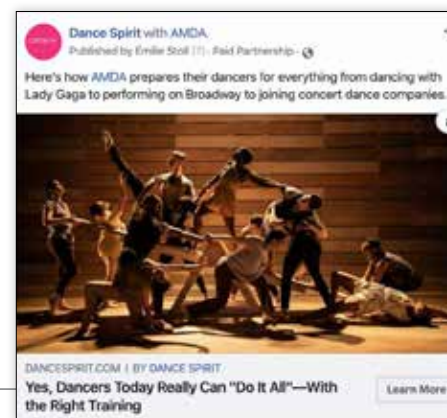 Dance Spirit with AMDA.
Published by Emilie Stoll · Paid Partnership ·
Here's how AMDA prepares their dancers for everything from dancing with
Lady Gaga to performing on Broadway to joining concert dance companies.
DANCESPIRIT.COM | BY DANCE SPIRIT
Yes, Dancers Today Really Can "Do It All"—With
the Right Training
Learn More